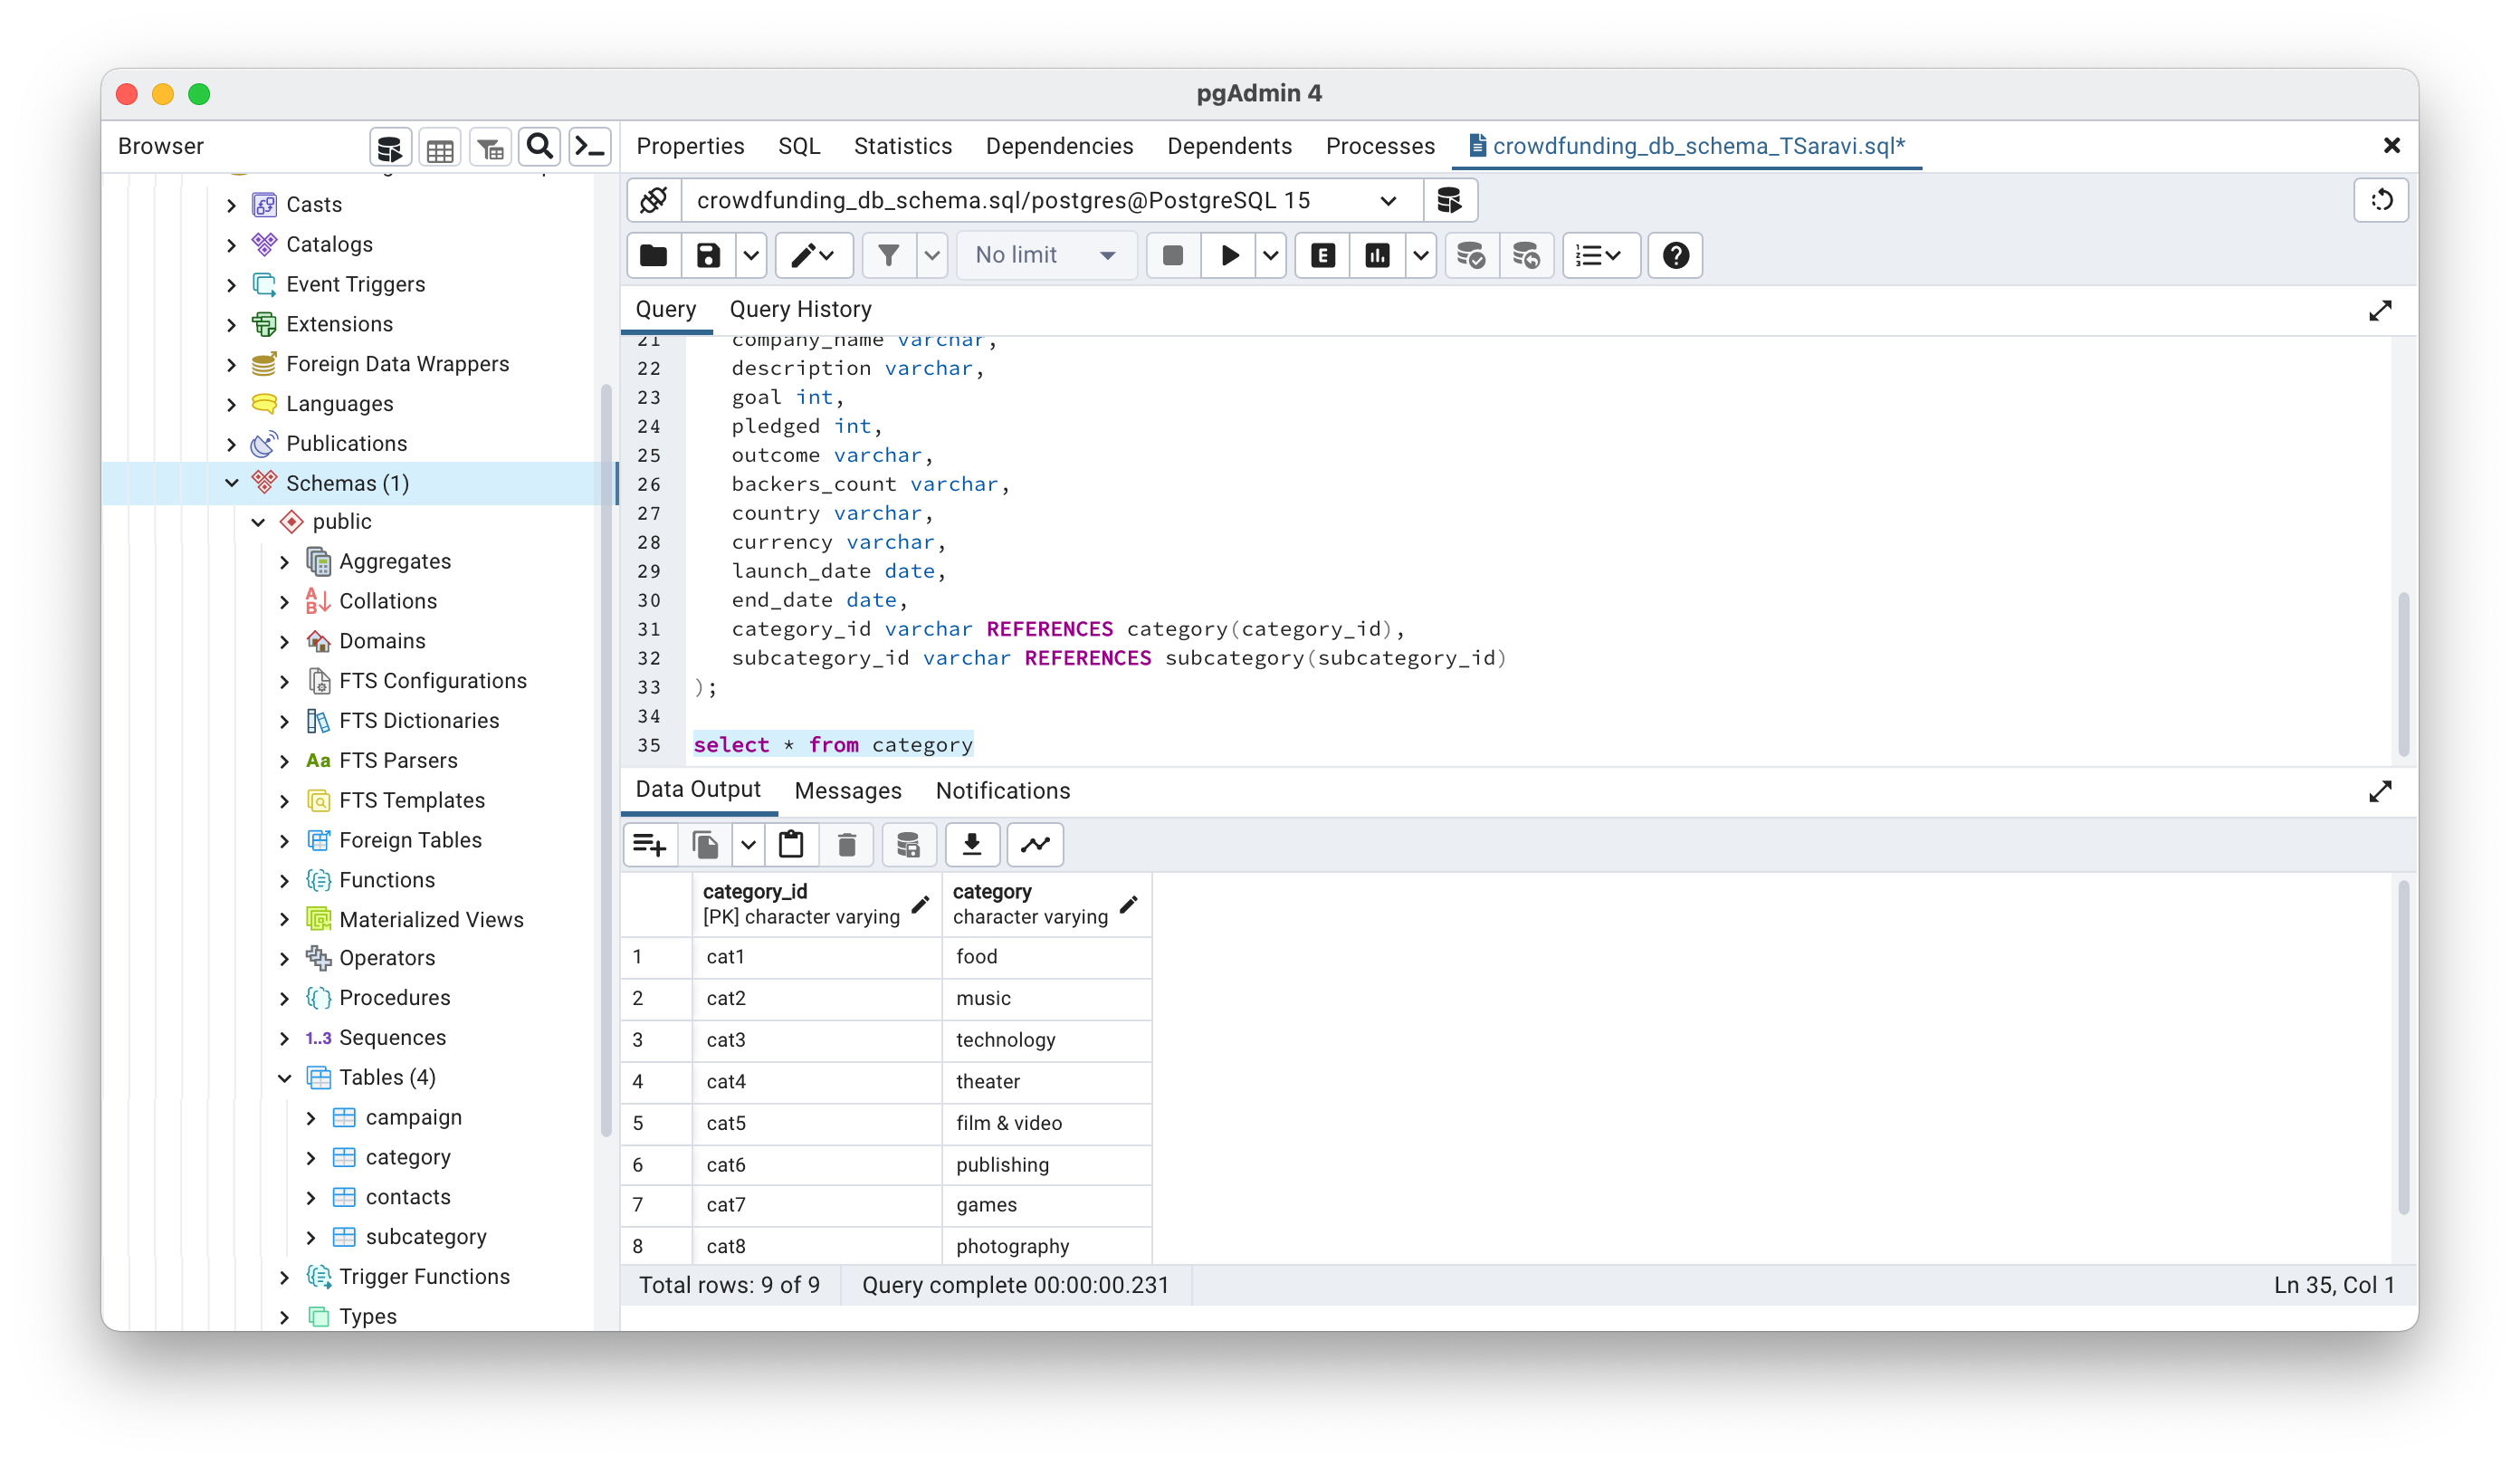 pgAdmin 4
Browser
Properties SQL Statistics Dependencies Dependents Processes crowdfunding_db_schema_TSaravi.sql*
Casts
Catalogs
Event Triggers
Extensions
Foreign Data Wrappers
Languages
Publications
Schemas (1)
public
Aggregates
Collations
Domains
FTS Configurations
FTS Dictionaries
Aa FTS Parsers
FTS Templates
Foreign Tables
Functions
Materialized Views
Operators
Procedures
1..3 Sequences
Tables (4)
campaign
category
contacts
subcategory
Trigger Functions
Types
crowdfunding_db_schema.sql/postgres@PostgreSQL 15
No limit
Query Query History
21 company_name varchar,
22 description varchar,
23 goal int,
24 pledged int,
25 outcome varchar,
26 backers_count varchar,
27 country varchar,
28 currency varchar,
29 launch_date date,
30 end_date date,
31 category_id varchar REFERENCES category(category_id),
32 subcategory_id varchar REFERENCES subcategory(subcategory_id)
33 );
34
35 select * from category
Data Output Messages Notifications
category_id category
[PK] character varying character varying
1 cat1 food
2 cat2 music
3 cat3 technology
4 cat4 theater
5 cat5 film & video
6 cat6 publishing
7 cat7 games
8 cat8 photography
Total rows: 9 of 9 Query complete 00:00:00.231 Ln 35, Col 1